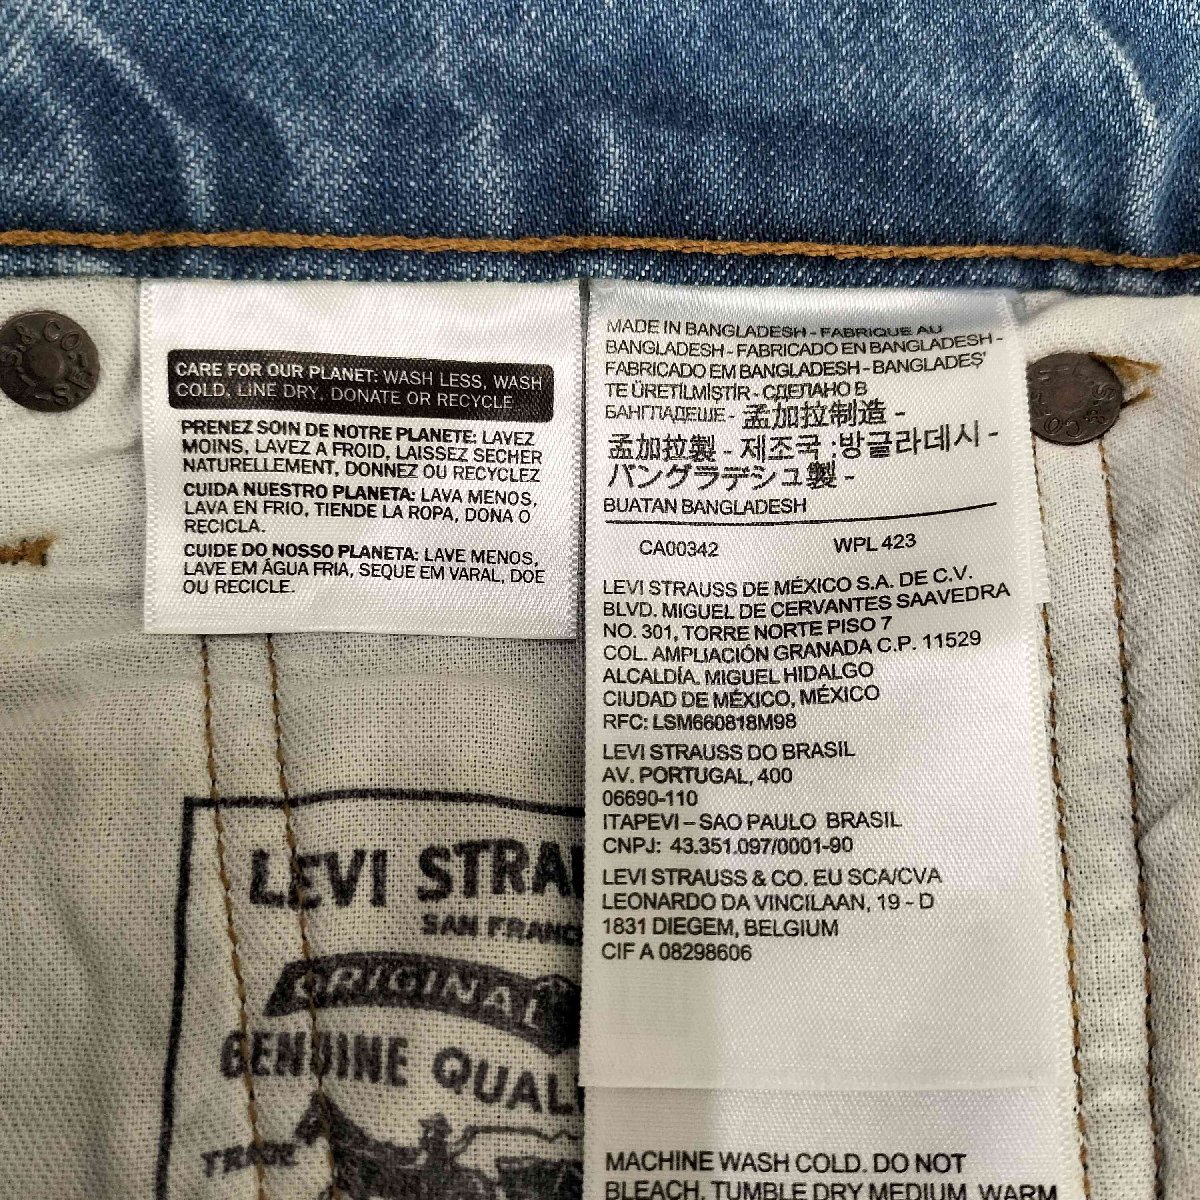 CARE FOR OUR PLANET: WASH LESS, WASH
COLD, LINE DRY, DONATE OR RECYCLE
PRENEZ SOIN DE NOTRE PLANETE: LAVEZ
MOINS, LAVEZ A FROID, LAISSEZ SECHER
NATURELLEMENT, DONNEZ OU RECYCLEZ
CUIDA NUESTRO PLANETA: LAVA MENOS,
LAVA EN FRIO, TIENDE LA ROPA, DONA O
RECICLA.
CUIDE DO NOSSO PLANETA: LAVE MENOS,
LAVE EM ÁGUA FRIA, SEQUE EM VARAL, DOE
OU RECICLE.
MADE IN BANGLADESH - FABRIQUE AU
BANGLADESH - FABRICADO EN BANGLADESH -
FABRICADO EM BANGLADESH - BANGLADEŞ'
TE ÜRETİLMİŞTİR - СДЕЛАНО В
БАНГЛАДЕШЕ - 孟加拉制造 -
孟加拉製 - 제조국 :방글라데시 -
バングラデシュ製 -
BUATAN BANGLADESH
CA00342 WPL 423
LEVI STRAUSS DE MÉXICO S.A. DE C.V.
BLVD. MIGUEL DE CERVANTES SAAVEDRA
NO. 301, TORRE NORTE PISO 7
COL. AMPLIACIÓN GRANADA C.P. 11529
ALCALDÍA. MIGUEL HIDALGO
CIUDAD DE MÉXICO, MÉXICO
RFC: LSM660818M98
LEVI STRAUSS DO BRASIL
AV. PORTUGAL, 400
06690-110
ITAPEVI – SAO PAULO BRASIL
CNPJ: 43.351.097/0001-90
LEVI STRAUSS & CO. EU SCA/CVA
LEONARDO DA VINCILAAN, 19 - D
1831 DIEGEM, BELGIUM
CIF A 08298606
MACHINE WASH COLD. DO NOT
BLEACH. TUMBLE DRY MEDIUM. WARM
LEVI STRA
SAN FRANC
ORIGINAL
GENUINE QUAL
TRADE